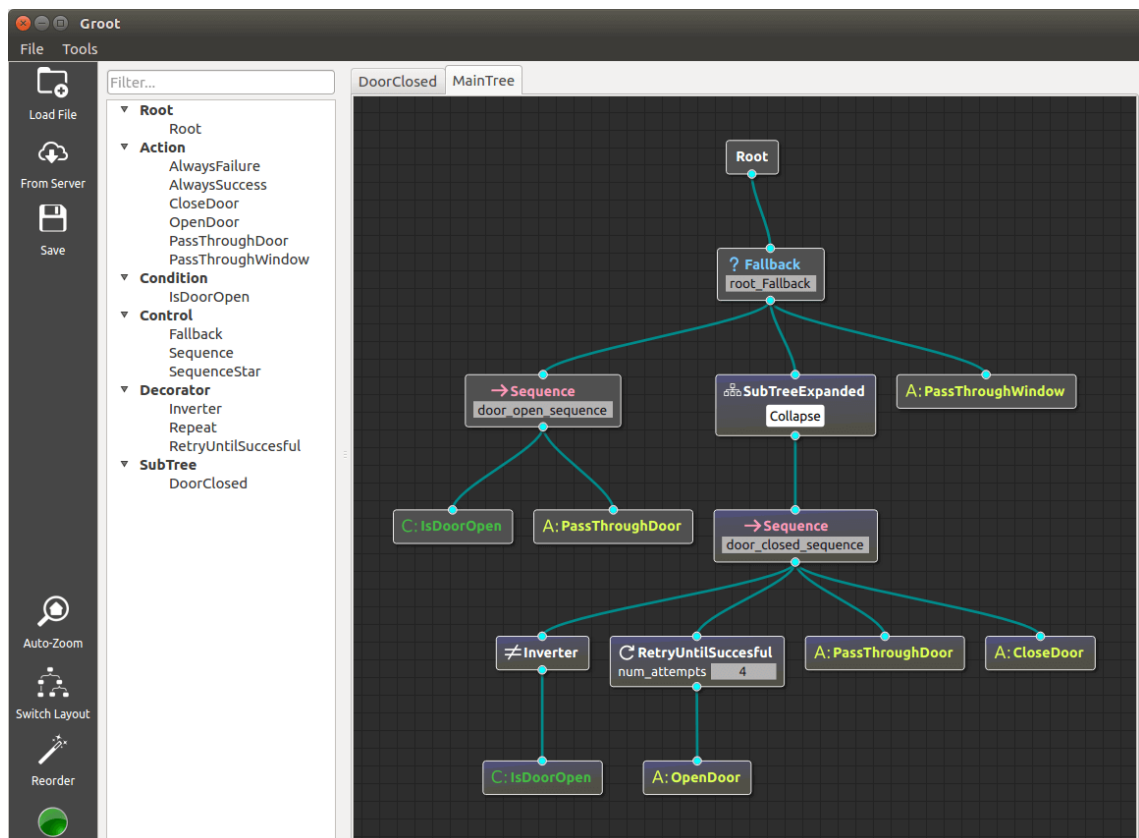 Groot
File Tools
Load File
From Server
Save
Auto-Zoom
Switch Layout
Reorder
Filter...
Root
Root
Action
AlwaysFailure
AlwaysSuccess
CloseDoor
OpenDoor
PassThroughDoor
PassThroughWindow
Condition
IsDoorOpen
Control
Fallback
Sequence
SequenceStar
Decorator
Inverter
Repeat
RetryUntilSuccesful
SubTree
DoorClosed
DoorClosed MainTree
Root
? Fallback
root_Fallback
→Sequence
door_open_sequence
SubTreeExpanded
Collapse
A: PassThroughWindow
C: IsDoorOpen
A: PassThroughDoor
→Sequence
door_closed_sequence
≠Inverter
RetryUntilSuccesful
num_attempts 4
A: PassThroughDoor
A: CloseDoor
C: IsDoorOpen
A: OpenDoor